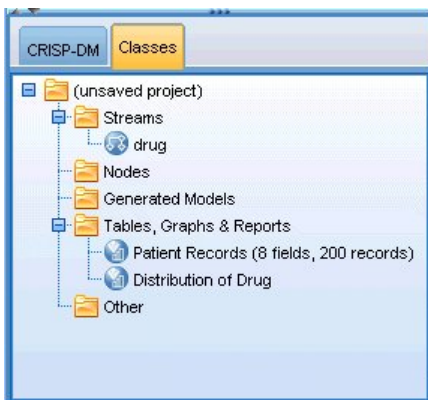 CRISP-DM Classes
(unsaved project)
Streams
drug
Nodes
Generated Models
Tables, Graphs & Reports
Patient Records (8 fields, 200 records)
Distribution of Drug
Other